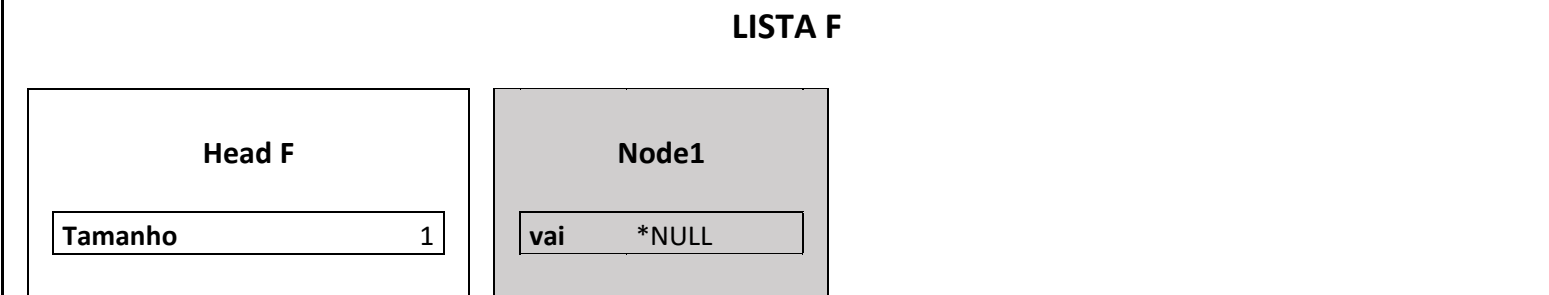 LISTA F
Head F
Node1
Tamanho 1
vai *NULL